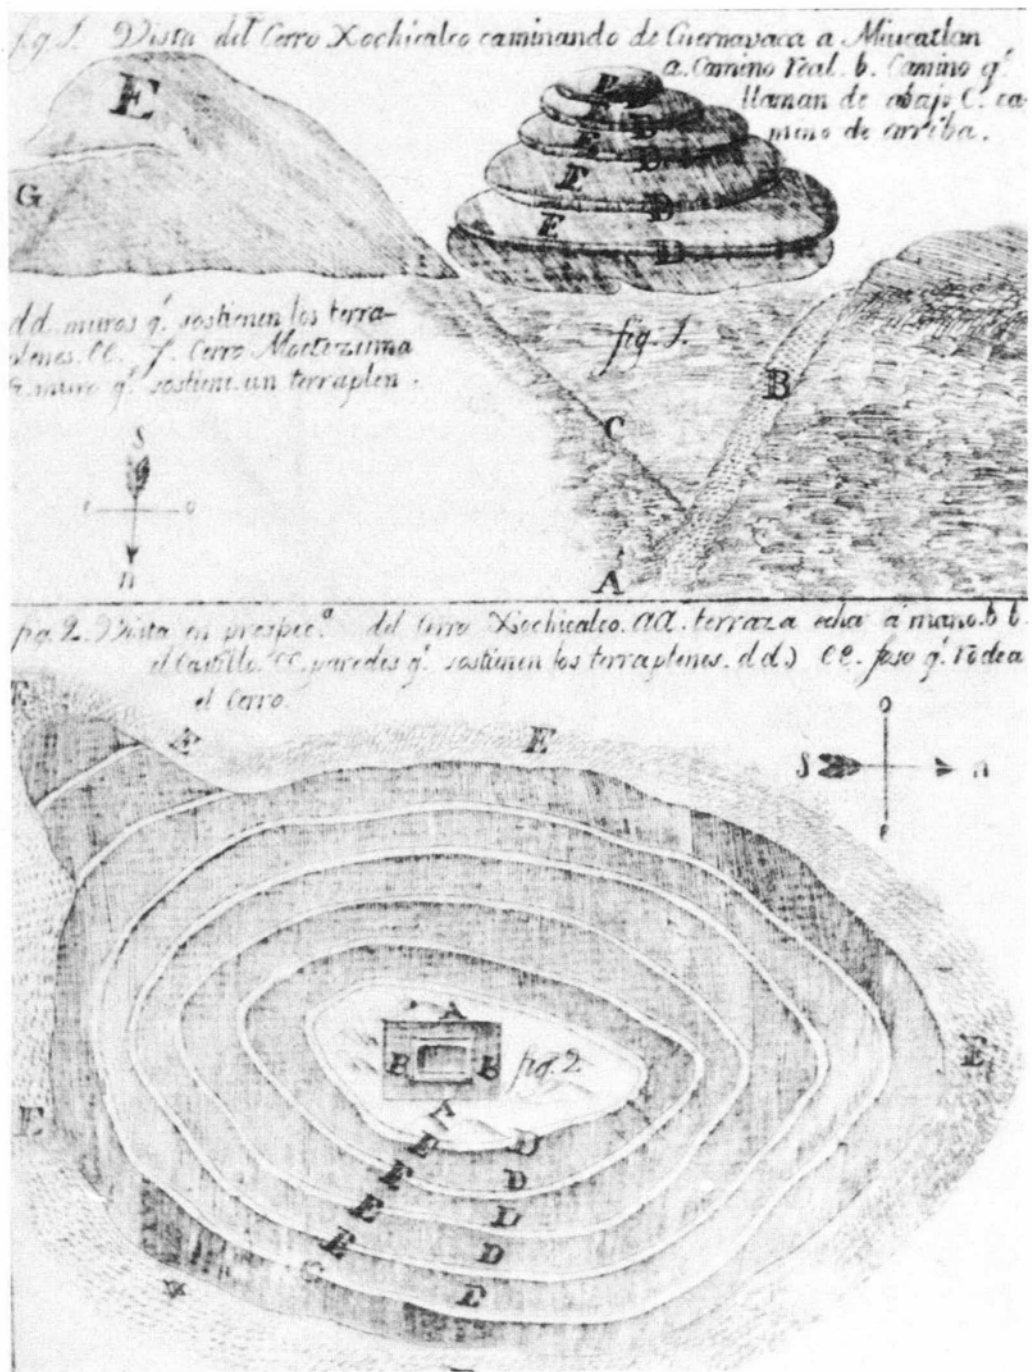 fig 1. Vista del Cerro Xochicalco caminando de Cuernavaca a Miacatlan
a. Camino real. b. Camino q.e
llaman de abajo C. ca-
mino de arriba.
E
G
E
E
E
E
D
D
D
D
dd. muros q.e sostienen los terra-
plenes. ee. f. Cerro Moctezuma
G. muro q.e sostiene un terraplen.
fig. 1.
B
C
A
S
O
n
fig. 2. Vista en prespec.a del Cerro Xochicalco. aa. terraza echa á mano. b b.
el Castillo. CC. paredes q.e sostienen los terraplenes. dd) ee. foso q.e rodea
el Cerro.
E
O
S
n
A
B
B
fig. 2
A
E
E
D
D
E
D
E
E
E